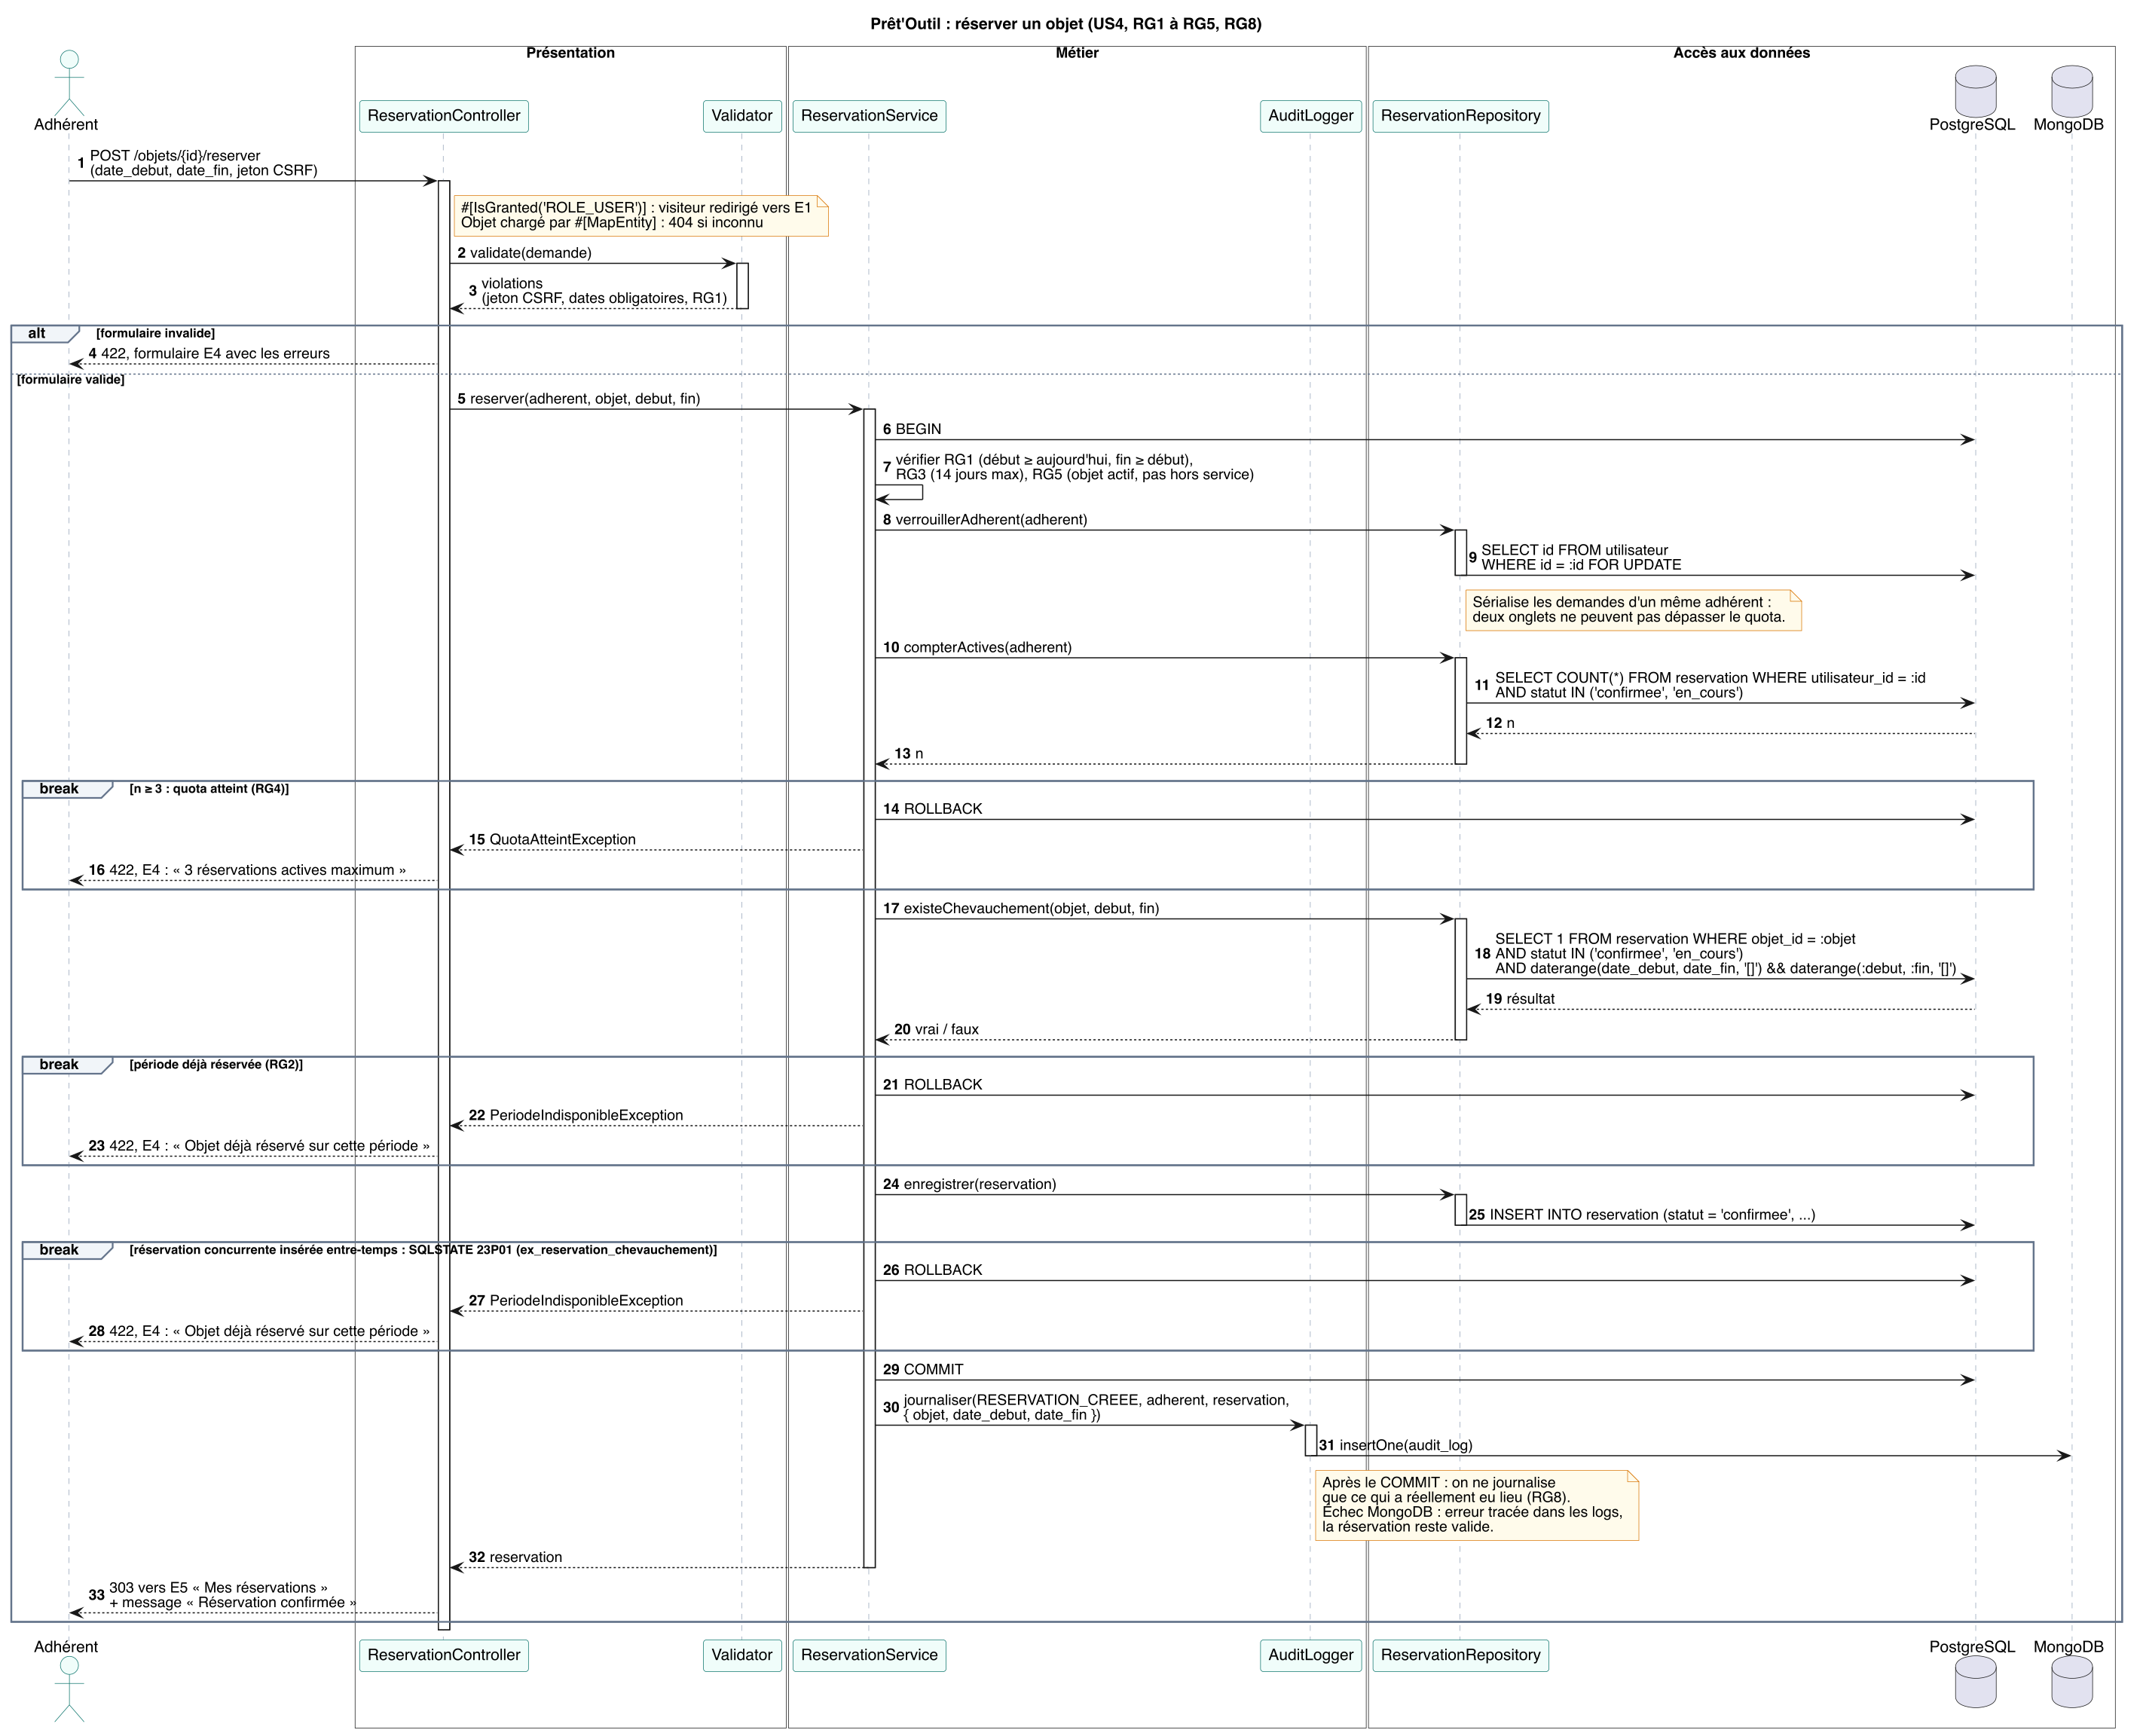 Prêt'Outil : réserver un objet (US4, RG1 à RG5, RG8)
Présentation
Métier
Accès aux données
Adhérent
ReservationController
Validator
ReservationService
AuditLogger
ReservationRepository
PostgreSQL
MongoDB
1 POST /objets/{id}/reserver
(date_debut, date_fin, jeton CSRF)
#[IsGranted('ROLE_USER')] : visiteur redirigé vers E1
Objet chargé par #[MapEntity] : 404 si inconnu
2 validate(demande)
3 violations
(jeton CSRF, dates obligatoires, RG1)
alt [formulaire invalide]
4 422, formulaire E4 avec les erreurs
[formulaire valide]
5 reserver(adherent, objet, debut, fin)
6 BEGIN
7 vérifier RG1 (début ≥ aujourd'hui, fin ≥ début),
RG3 (14 jours max), RG5 (objet actif, pas hors service)
8 verrouillerAdherent(adherent)
9 SELECT id FROM utilisateur
WHERE id = :id FOR UPDATE
Sérialise les demandes d'un même adhérent :
deux onglets ne peuvent pas dépasser le quota.
10 compterActives(adherent)
11 SELECT COUNT(*) FROM reservation WHERE utilisateur_id = :id
AND statut IN ('confirmee', 'en_cours')
12 n
13 n
break [n ≥ 3 : quota atteint (RG4)]
14 ROLLBACK
15 QuotaAtteintException
16 422, E4 : « 3 réservations actives maximum »
17 existeChevauchement(objet, debut, fin)
18 SELECT 1 FROM reservation WHERE objet_id = :objet
AND statut IN ('confirmee', 'en_cours')
AND daterange(date_debut, date_fin, '[]') && daterange(:debut, :fin, '[]')
19 résultat
20 vrai / faux
break [période déjà réservée (RG2)]
21 ROLLBACK
22 PeriodeIndisponibleException
23 422, E4 : « Objet déjà réservé sur cette période »
24 enregistrer(reservation)
25 INSERT INTO reservation (statut = 'confirmee', ...)
break [réservation concurrente insérée entre-temps : SQLSTATE 23P01 (ex_reservation_chevauchement)]
26 ROLLBACK
27 PeriodeIndisponibleException
28 422, E4 : « Objet déjà réservé sur cette période »
29 COMMIT
30 journaliser(RESERVATION_CREEE, adherent, reservation,
{ objet, date_debut, date_fin })
31 insertOne(audit_log)
Après le COMMIT : on ne journalise
que ce qui a réellement eu lieu (RG8).
Échec MongoDB : erreur tracée dans les logs,
la réservation reste valide.
32 reservation
33 303 vers E5 « Mes réservations »
+ message « Réservation confirmée »
Adhérent
ReservationController
Validator
ReservationService
AuditLogger
ReservationRepository
PostgreSQL
MongoDB